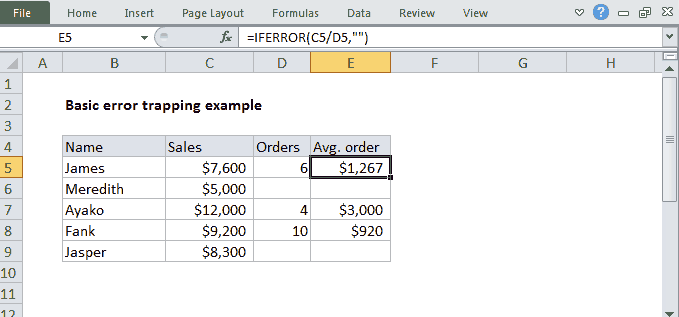 File Home Insert Page Layout Formulas Data Review View
E5 fx =IFERROR(C5/D5,"")
A B C D E F G H
1
2 Basic error trapping example
3
4 Name Sales Orders Avg. order
5 James $7,600 6 $1,267
6 Meredith $5,000
7 Ayako $12,000 4 $3,000
8 Fank $9,200 10 $920
9 Jasper $8,300
10
11
12